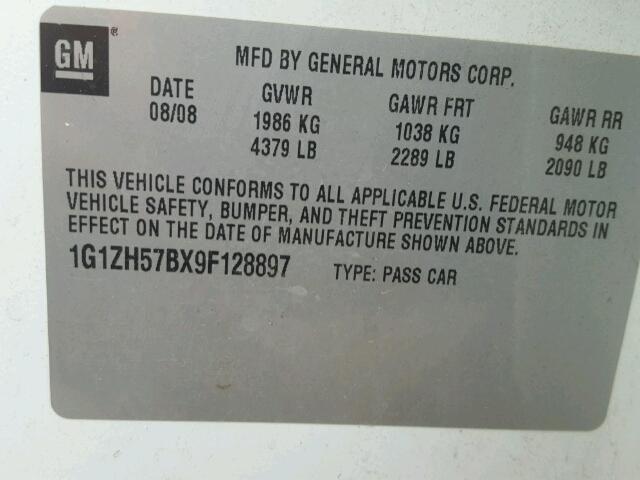 GM ®
MFD BY GENERAL MOTORS CORP.
DATE GVWR GAWR FRT GAWR RR
08/08 1986 KG 1038 KG 948 KG
4379 LB 2289 LB 2090 LB
THIS VEHICLE CONFORMS TO ALL APPLICABLE U.S. FEDERAL MOTOR
VEHICLE SAFETY, BUMPER, AND THEFT PREVENTION STANDARDS IN
EFFECT ON THE DATE OF MANUFACTURE SHOWN ABOVE.
1G1ZH57BX9F128897 TYPE: PASS CAR